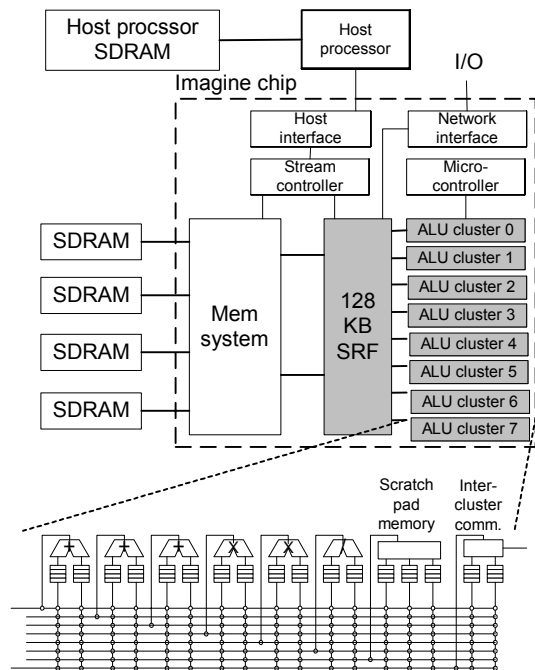 Host procssor
SDRAM
Host
processor
I/O
Imagine chip
Host
interface
Network
interface
Stream
controller
Micro-
controller
SDRAM
SDRAM
SDRAM
SDRAM
Mem
system
128
KB
SRF
ALU cluster 0
ALU cluster 1
ALU cluster 2
ALU cluster 3
ALU cluster 4
ALU cluster 5
ALU cluster 6
ALU cluster 7
Scratch
pad
memory
Inter-
cluster
comm.
+
+
+
X
X
/